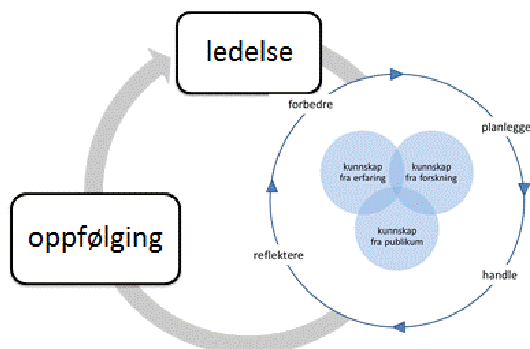 ledelse
forbedre
planlegge
kunnskap
fra erfaring
kunnskap
fra forskning
oppfølging
kunnskap
fra publikum
reflektere
handle